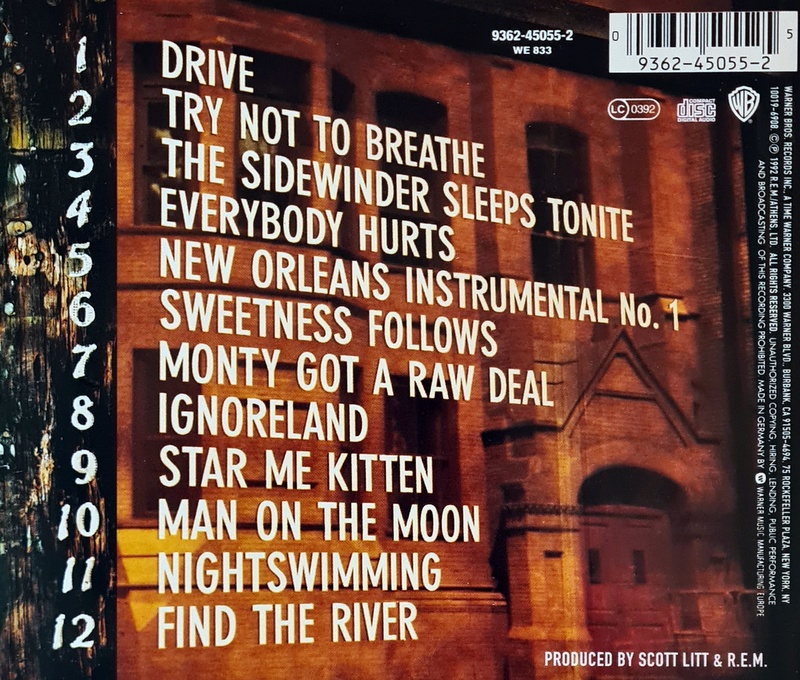 9362-45055-2
WE 833
0
5
9362-45055-2
LC 0392
COMPACT
disc
DIGITAL AUDIO
WB
1 DRIVE
2 TRY NOT TO BREATHE
3 THE SIDEWINDER SLEEPS TONITE
4 EVERYBODY HURTS
5 NEW ORLEANS INSTRUMENTAL No. 1
6 SWEETNESS FOLLOWS
7 MONTY GOT A RAW DEAL
8 IGNORELAND
9 STAR ME KITTEN
10 MAN ON THE MOON
11 NIGHTSWIMMING
12 FIND THE RIVER
PRODUCED BY SCOTT LITT & R.E.M.
WARNER BROS. RECORDS INC., A TIME WARNER COMPANY. 3300 WARNER BLVD. BURBANK, CA 91505-4694. 75 ROCKEFELLER PLAZA, NEW YORK, NY
10019-6908. © ℗ 1992 R.E.M./ATHENS, LTD. ALL RIGHTS RESERVED. UNAUTHORIZED COPYING, HIRING, LENDING, PUBLIC PERFORMANCE
AND BROADCASTING OF THIS RECORDING PROHIBITED. MADE IN GERMANY BY WARNER MUSIC MANUFACTURING EUROPE